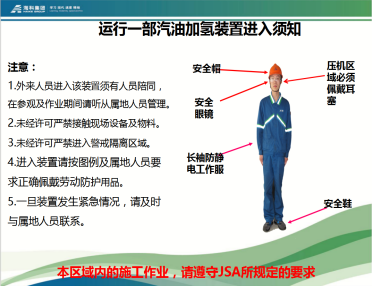 海科集团
运行一部汽油加氢装置进入须知
注意：
1.外来人员进入该装置须有人员陪同，
在参观及作业期间请听从属地人员管理。
2.未经许可严禁接触现场设备及物料。
3.未经许可严禁进入警戒隔离区域。
4.进入装置请按图例及属地人员要
求正确佩戴劳动防护用品。
5.一旦装置发生紧急情况，请及时
与属地人员联系。
安全帽
安全
眼镜
长袖防静
电工作服
压机区
域必须
佩戴耳
塞
安全鞋
本区域内的施工作业，请遵守JSA所规定的要求